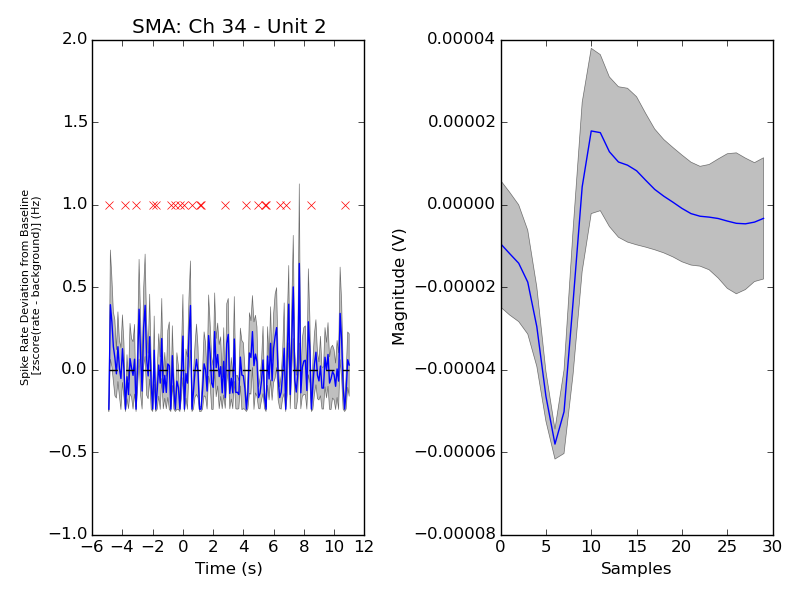 SMA: Ch 34 - Unit 2
2.0
1.5
1.0
0.5
0.0
−0.5
−1.0
−6 −4 −2 0 2 4 6 8 10 12
Time (s)
Spike Rate Deviation from Baseline
[zscore(rate - background)] (Hz)
0.00004
0.00002
0.00000
−0.00002
−0.00004
−0.00006
−0.00008
0 5 10 15 20 25 30
Samples
Magnitude (V)